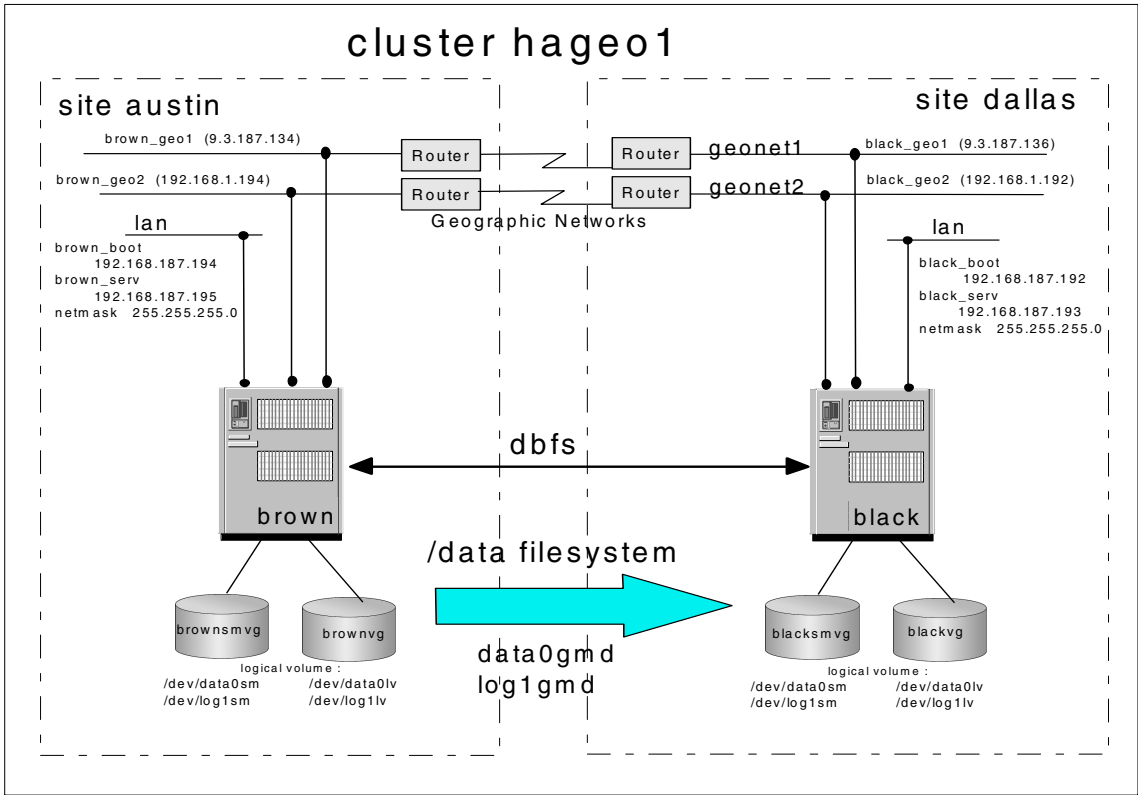 cluster hageo1
site austin
site dallas
brown_geo1 (9.3.187.134)
Router
Router
geonet1
black_geo1 (9.3.187.136)
brown_geo2 (192.168.1.194)
Router
Router
geonet2
black_geo2 (192.168.1.192)
Geographic Networks
lan
brown_boot
192.168.187.194
brown_serv
192.168.187.195
netmask 255.255.255.0
lan
black_boot
192.168.187.192
black_serv
192.168.187.193
netmask 255.255.255.0
dbfs
brown
black
/data filesystem
data0gmd
log1gmd
brownsmvg
brownvg
logical volume :
/dev/data0sm
/dev/data0lv
/dev/log1sm
/dev/log1lv
blacksmvg
blackvg
logical volume :
/dev/data0sm
/dev/data0lv
/dev/log1sm
/dev/log1lv